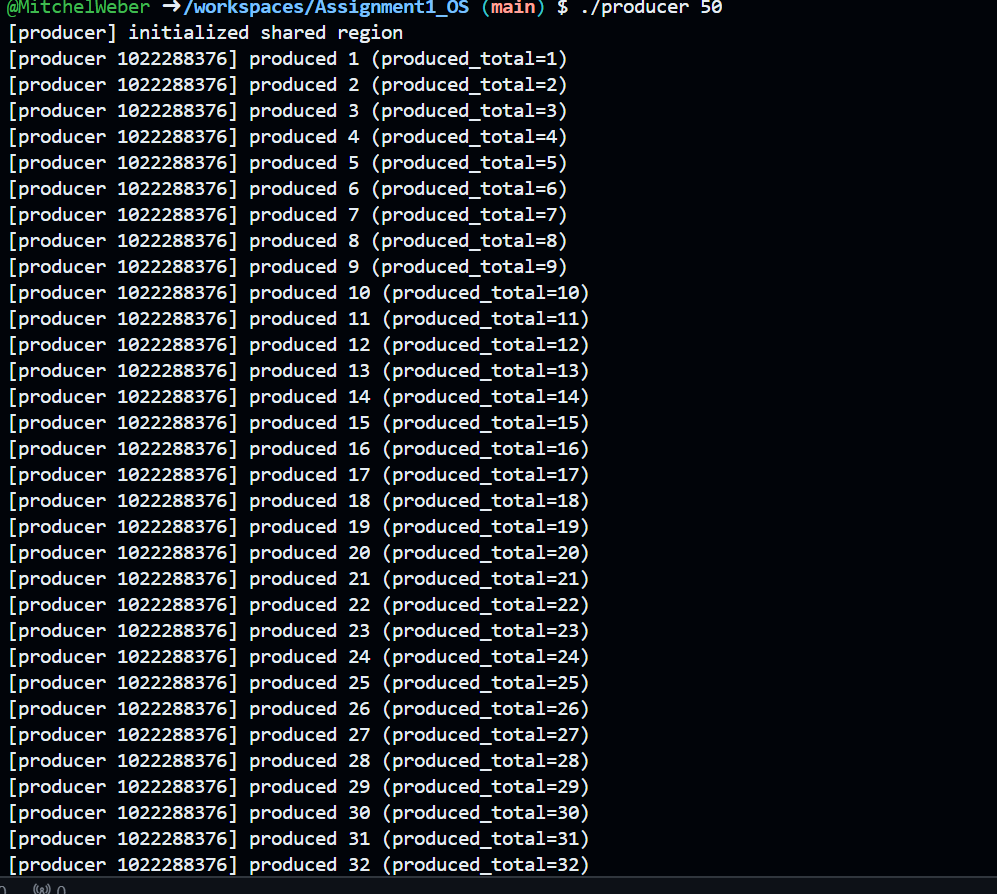 @MitchelWeber ➜/workspaces/Assignment1_OS (main) $ ./producer 50
[producer] initialized shared region
[producer 1022288376] produced 1 (produced_total=1)
[producer 1022288376] produced 2 (produced_total=2)
[producer 1022288376] produced 3 (produced_total=3)
[producer 1022288376] produced 4 (produced_total=4)
[producer 1022288376] produced 5 (produced_total=5)
[producer 1022288376] produced 6 (produced_total=6)
[producer 1022288376] produced 7 (produced_total=7)
[producer 1022288376] produced 8 (produced_total=8)
[producer 1022288376] produced 9 (produced_total=9)
[producer 1022288376] produced 10 (produced_total=10)
[producer 1022288376] produced 11 (produced_total=11)
[producer 1022288376] produced 12 (produced_total=12)
[producer 1022288376] produced 13 (produced_total=13)
[producer 1022288376] produced 14 (produced_total=14)
[producer 1022288376] produced 15 (produced_total=15)
[producer 1022288376] produced 16 (produced_total=16)
[producer 1022288376] produced 17 (produced_total=17)
[producer 1022288376] produced 18 (produced_total=18)
[producer 1022288376] produced 19 (produced_total=19)
[producer 1022288376] produced 20 (produced_total=20)
[producer 1022288376] produced 21 (produced_total=21)
[producer 1022288376] produced 22 (produced_total=22)
[producer 1022288376] produced 23 (produced_total=23)
[producer 1022288376] produced 24 (produced_total=24)
[producer 1022288376] produced 25 (produced_total=25)
[producer 1022288376] produced 26 (produced_total=26)
[producer 1022288376] produced 27 (produced_total=27)
[producer 1022288376] produced 28 (produced_total=28)
[producer 1022288376] produced 29 (produced_total=29)
[producer 1022288376] produced 30 (produced_total=30)
[producer 1022288376] produced 31 (produced_total=31)
[producer 1022288376] produced 32 (produced_total=32)